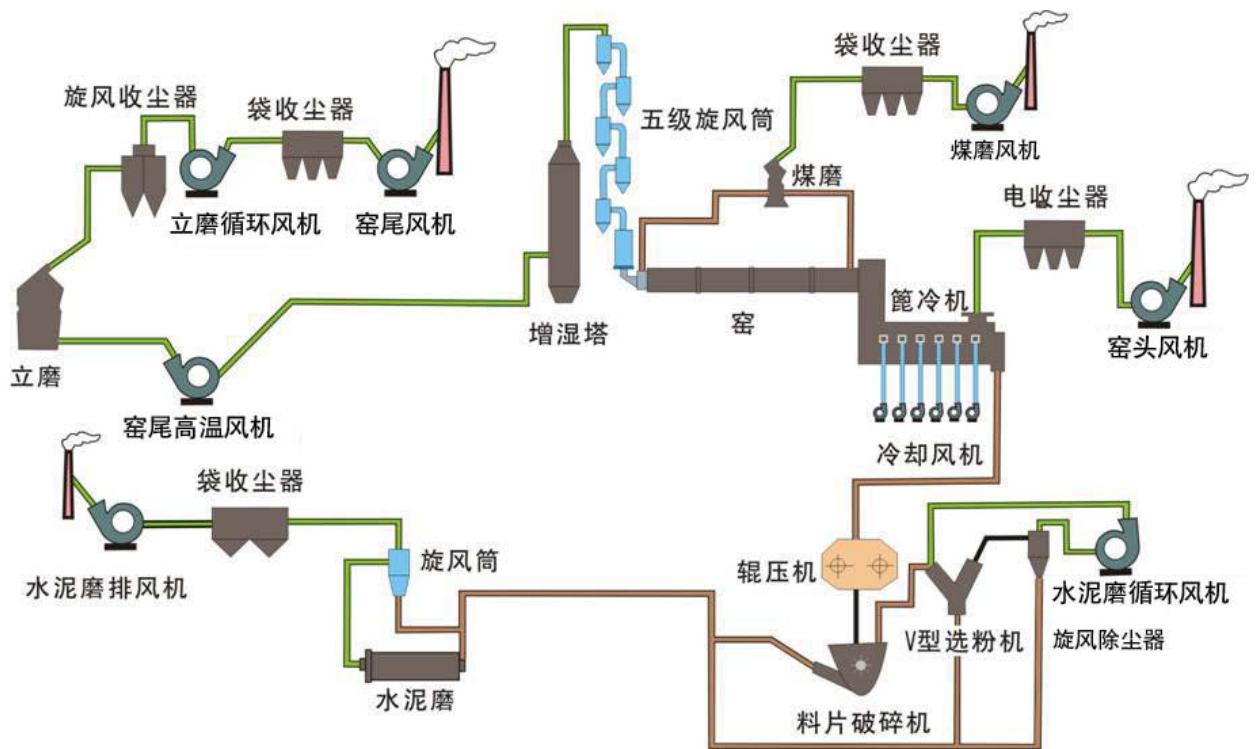 袋收尘器
旋风收尘器
袋收尘器
五级旋风筒
煤磨风机
煤磨
立磨循环风机
窑尾风机
电收尘器
篦冷机
窑
增湿塔
窑头风机
立磨
窑尾高温风机
冷却风机
袋收尘器
旋风筒
辊压机
水泥磨排风机
水泥磨循环风机
V型选粉机
旋风除尘器
水泥磨
料片破碎机